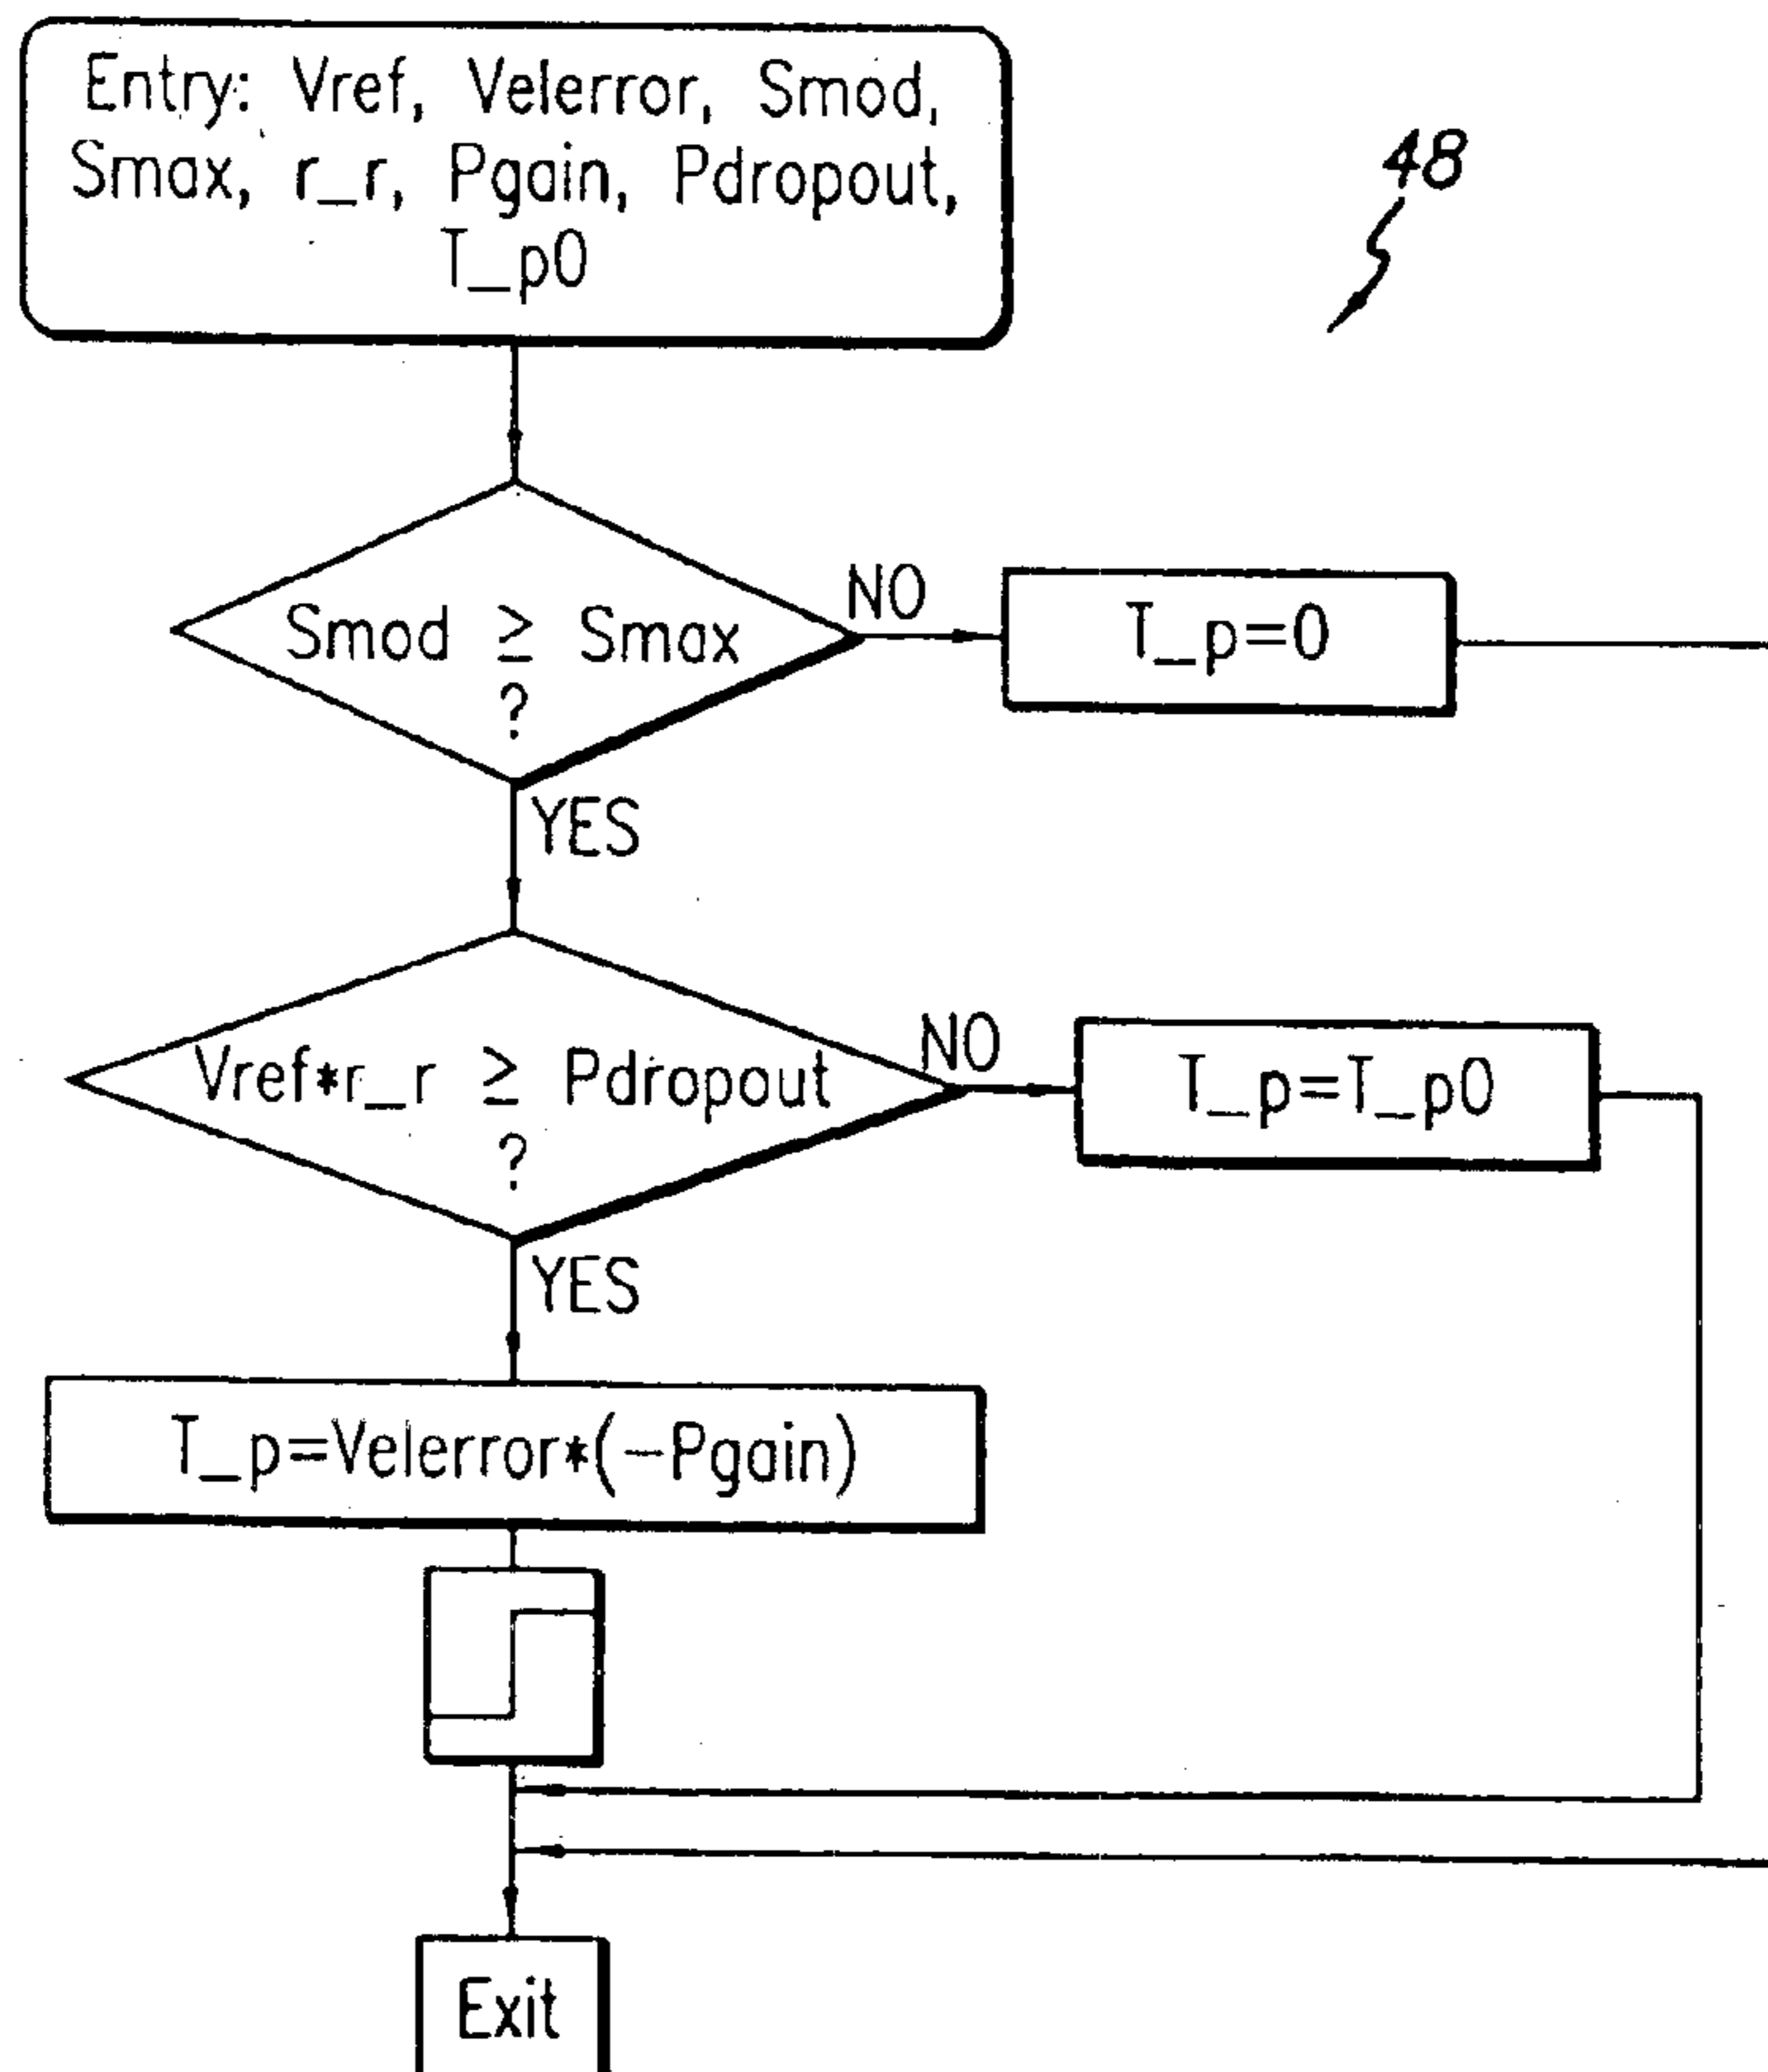 Entry: Vref, Velerror, Smod,
Smax, r_r, Pgain, Pdropout,
T_p0
48
Smod ≥ Smax
?
NO
T_p=0
YES
Vref*r_r ≥ Pdropout
?
NO
T_p=T_p0
YES
T_p=Velerror*(-Pgain)
Exit